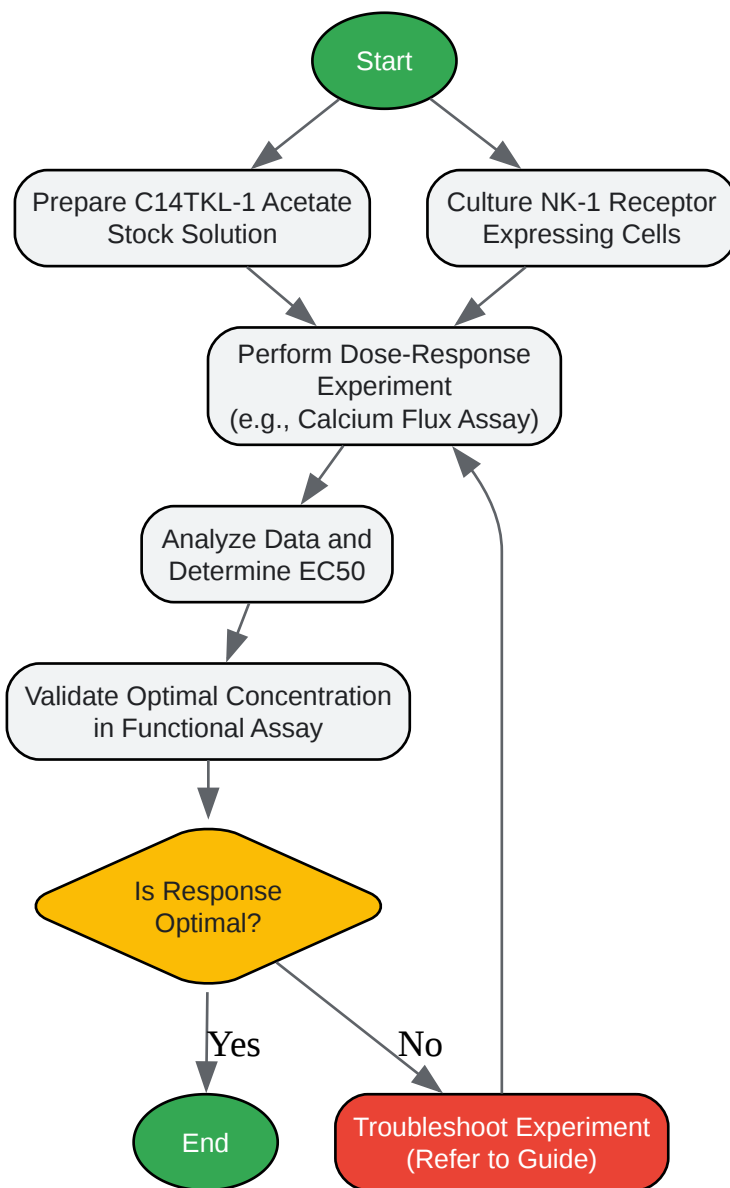 Start
Prepare C14TKL-1 Acetate
Stock Solution
Culture NK-1 Receptor
Expressing Cells
Perform Dose-Response
Experiment
(e.g., Calcium Flux Assay)
Analyze Data and
Determine EC50
Validate Optimal Concentration
in Functional Assay
Is Response
Optimal?
Yes
No
End
Troubleshoot Experiment
(Refer to Guide)